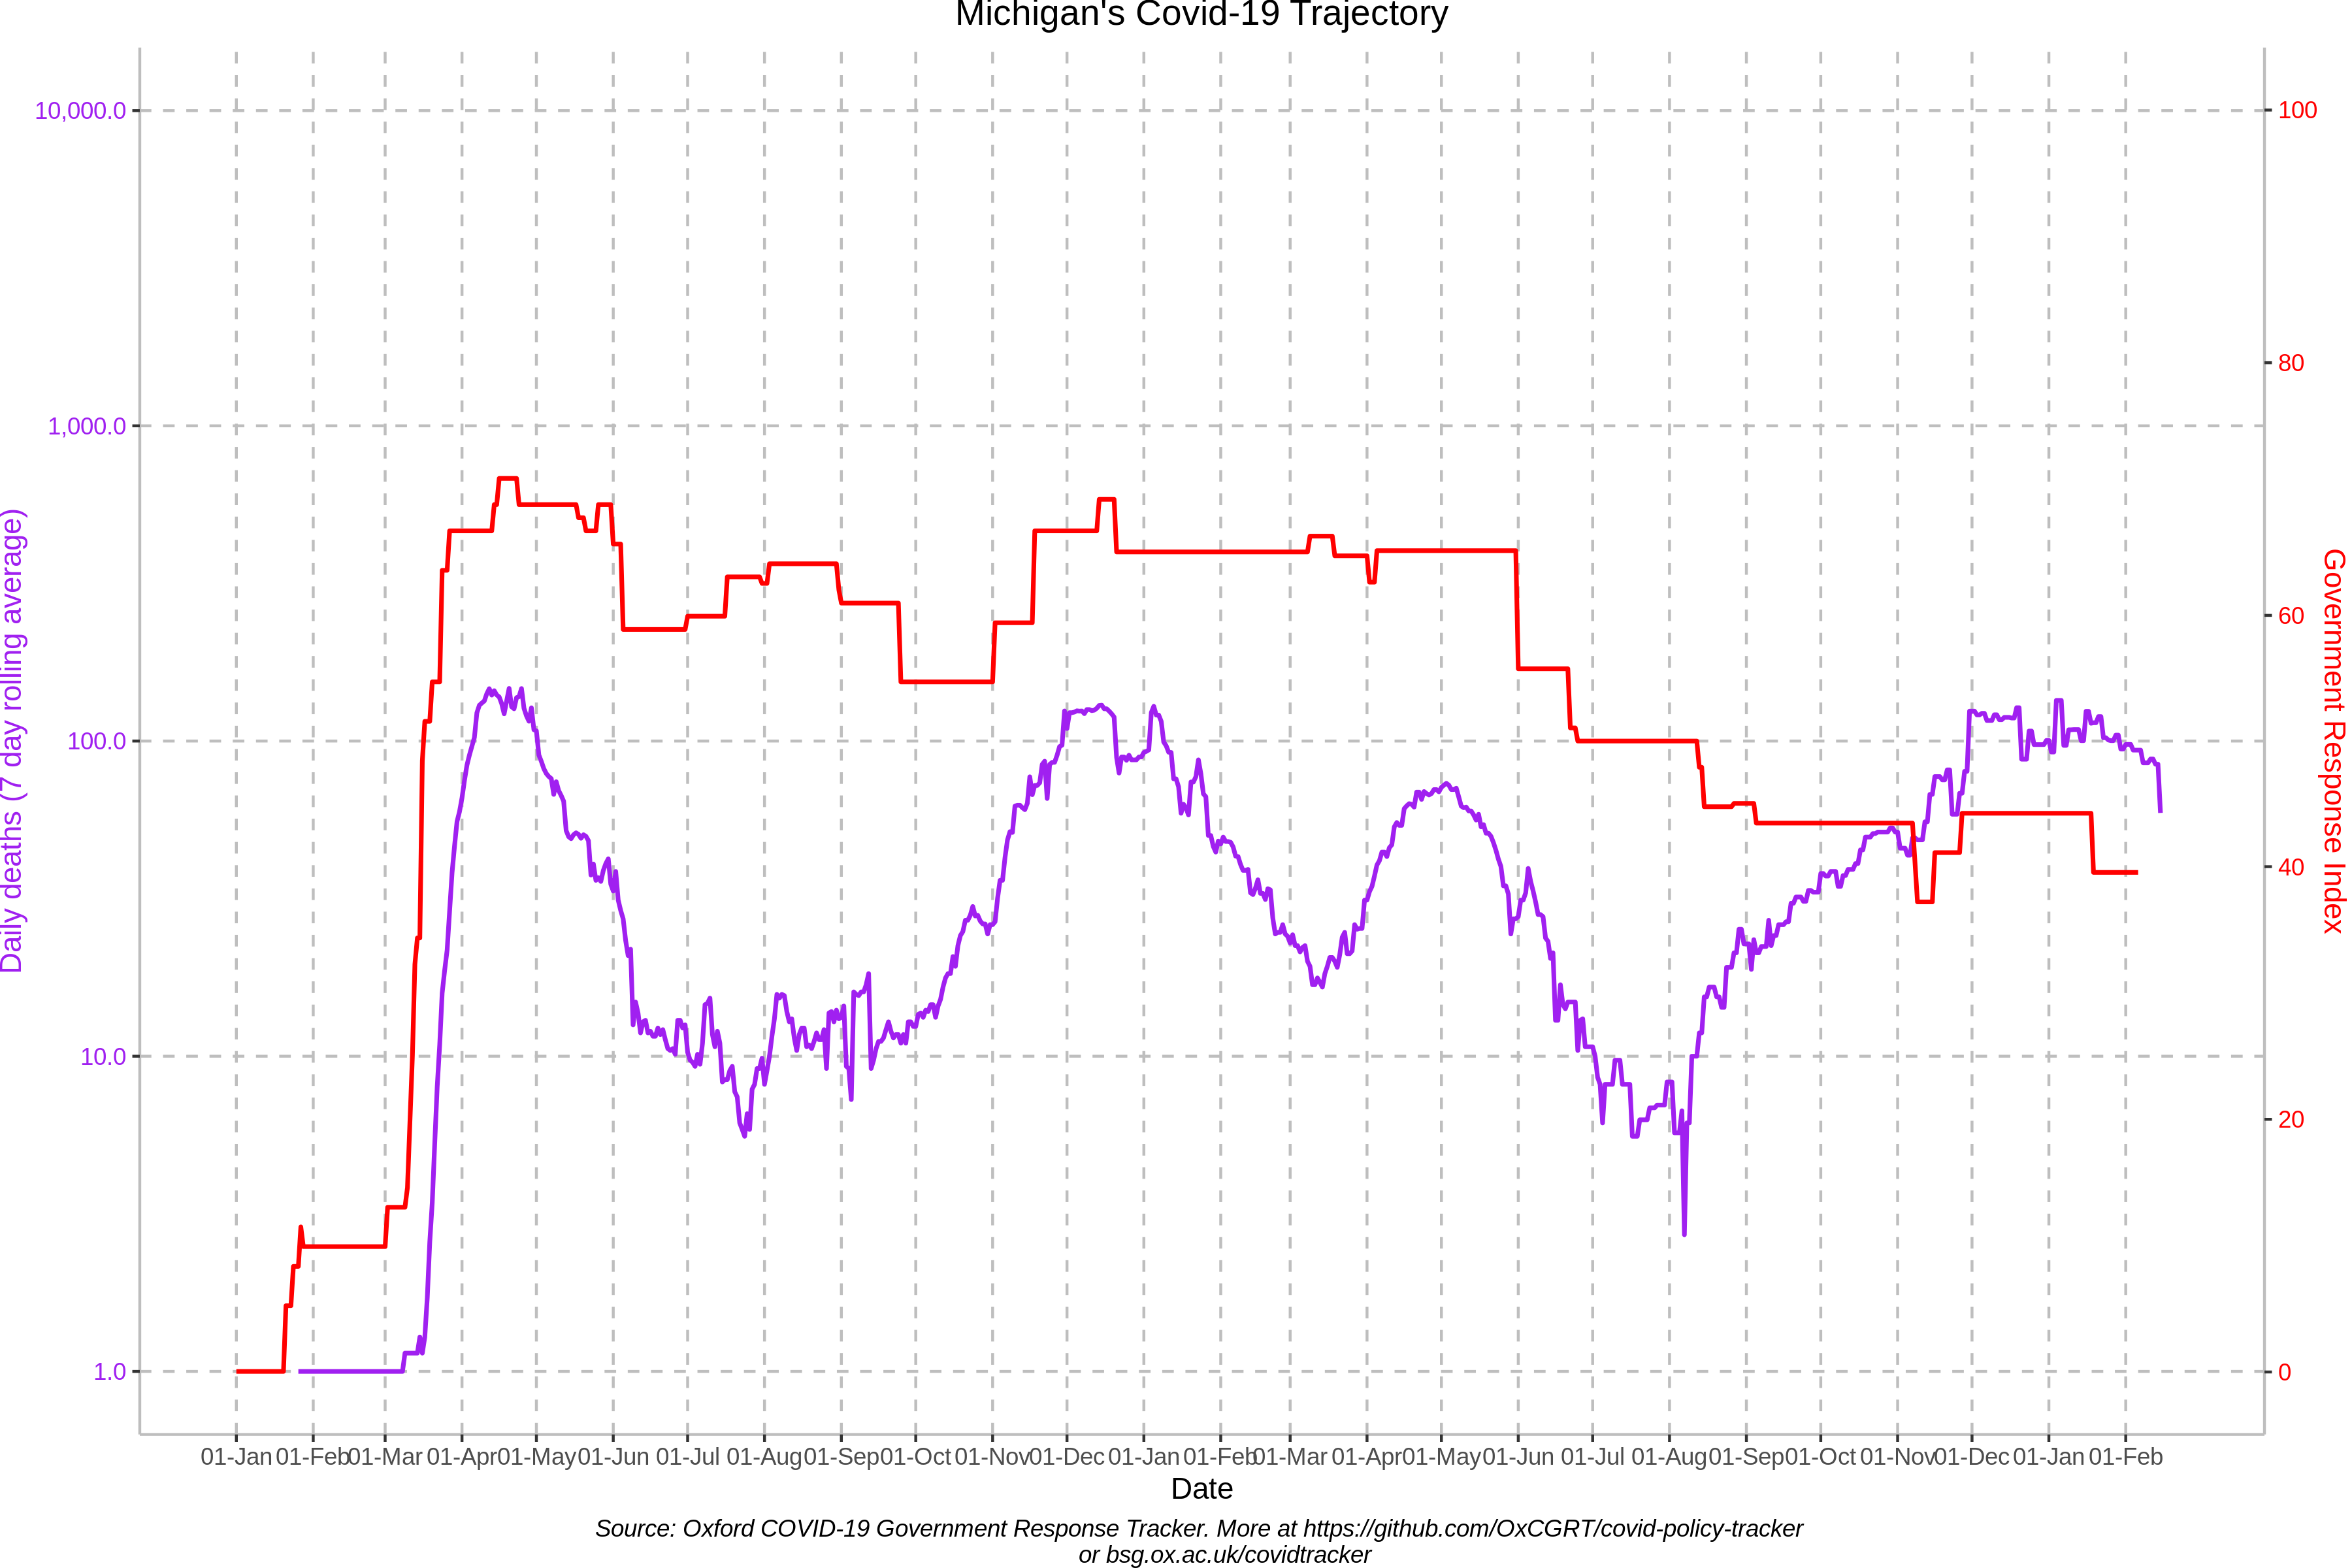 Michigan's Covid-19 Trajectory
10,000.0
1,000.0
100.0
10.0
1.0
Daily deaths (7 day rolling average)
100
80
60
40
20
0
Government Response Index
01-Jan 01-Feb 01-Mar 01-Apr 01-May 01-Jun 01-Jul 01-Aug 01-Sep 01-Oct 01-Nov 01-Dec 01-Jan 01-Feb 01-Mar 01-Apr 01-May 01-Jun 01-Jul 01-Aug 01-Sep 01-Oct 01-Nov 01-Dec 01-Jan 01-Feb
Date
Source: Oxford COVID-19 Government Response Tracker. More at https://github.com/OxCGRT/covid-policy-tracker
or bsg.ox.ac.uk/covidtracker